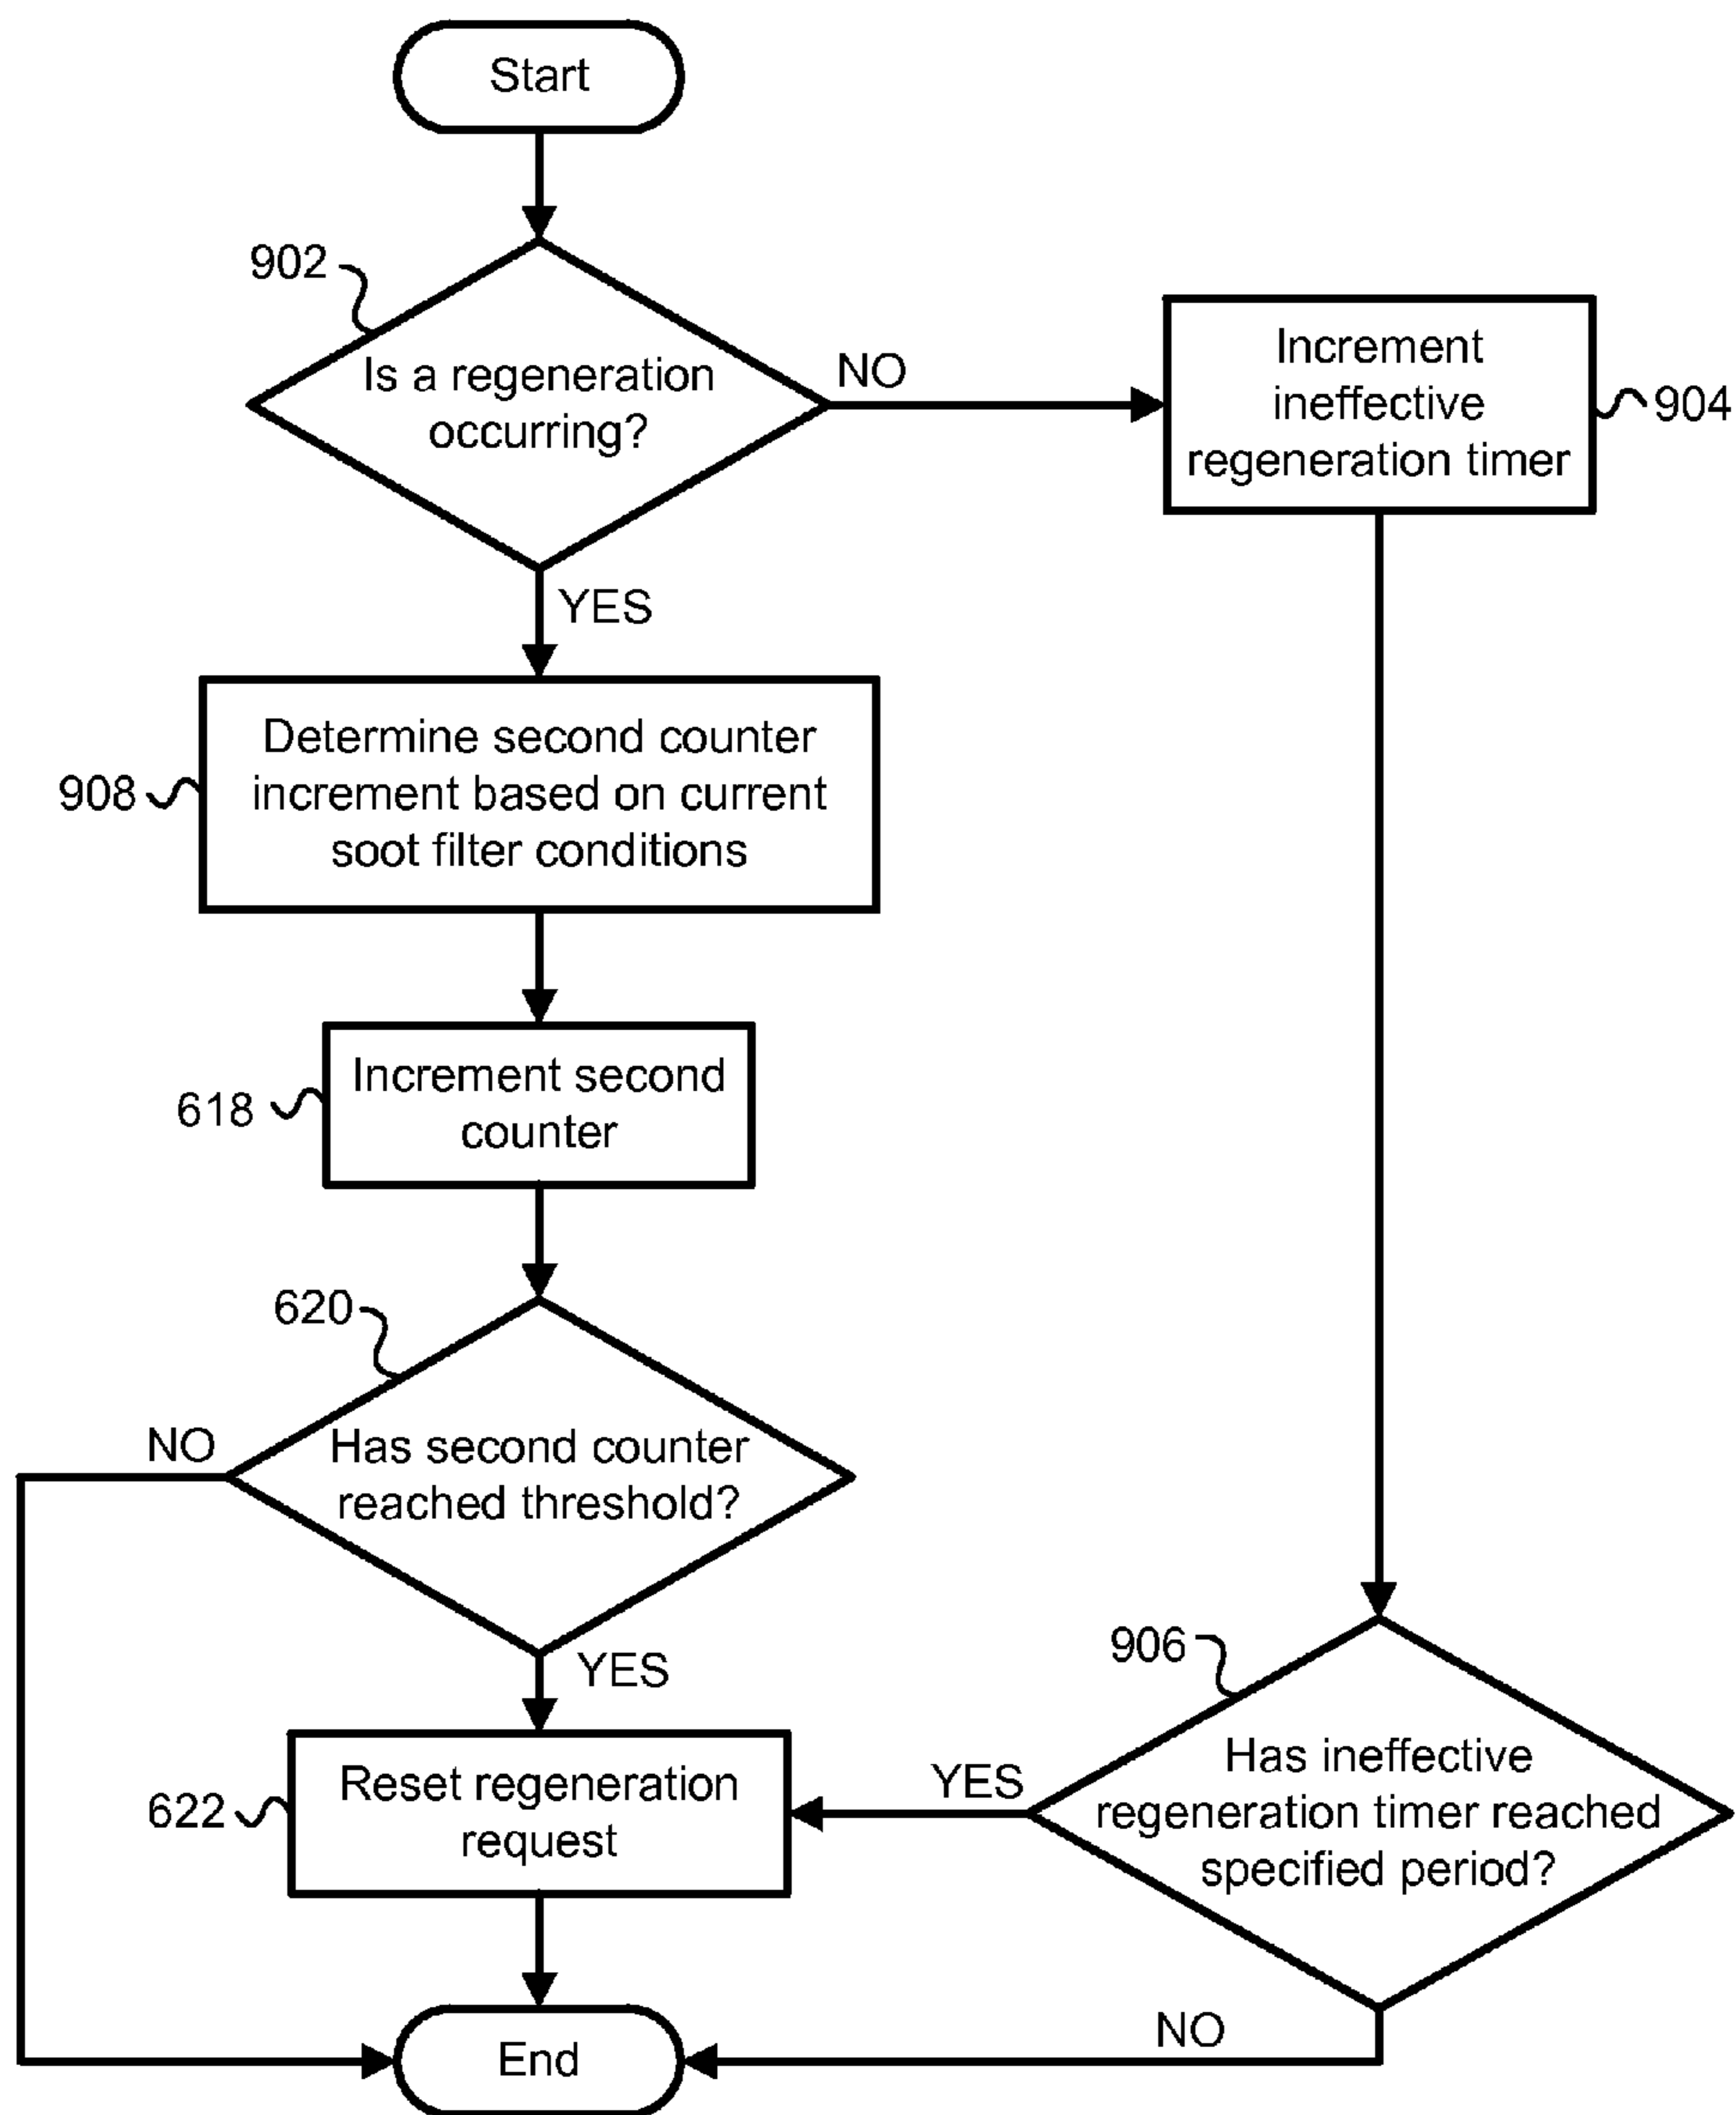 Start
902
Is a regeneration
occurring?
NO
Increment
ineffective
regeneration timer
904
YES
Determine second counter
increment based on current
soot filter conditions
908
Increment second
counter
618
620
NO
Has second counter
reached threshold?
YES
906
Has ineffective
regeneration timer reached
specified period?
YES
Reset regeneration
request
622
NO
End